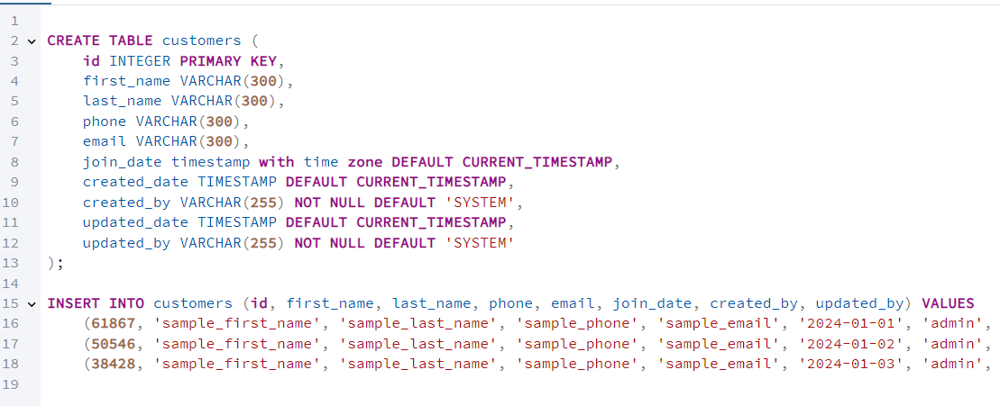 1
2 CREATE TABLE customers (
3 id INTEGER PRIMARY KEY,
4 first_name VARCHAR(300),
5 last_name VARCHAR(300),
6 phone VARCHAR(300),
7 email VARCHAR(300),
8 join_date timestamp with time zone DEFAULT CURRENT_TIMESTAMP,
9 created_date TIMESTAMP DEFAULT CURRENT_TIMESTAMP,
10 created_by VARCHAR(255) NOT NULL DEFAULT 'SYSTEM',
11 updated_date TIMESTAMP DEFAULT CURRENT_TIMESTAMP,
12 updated_by VARCHAR(255) NOT NULL DEFAULT 'SYSTEM'
13 );
14
15 INSERT INTO customers (id, first_name, last_name, phone, email, join_date, created_by, updated_by) VALUES
16 (61867, 'sample_first_name', 'sample_last_name', 'sample_phone', 'sample_email', '2024-01-01', 'admin',
17 (50546, 'sample_first_name', 'sample_last_name', 'sample_phone', 'sample_email', '2024-01-02', 'admin',
18 (38428, 'sample_first_name', 'sample_last_name', 'sample_phone', 'sample_email', '2024-01-03', 'admin',
19